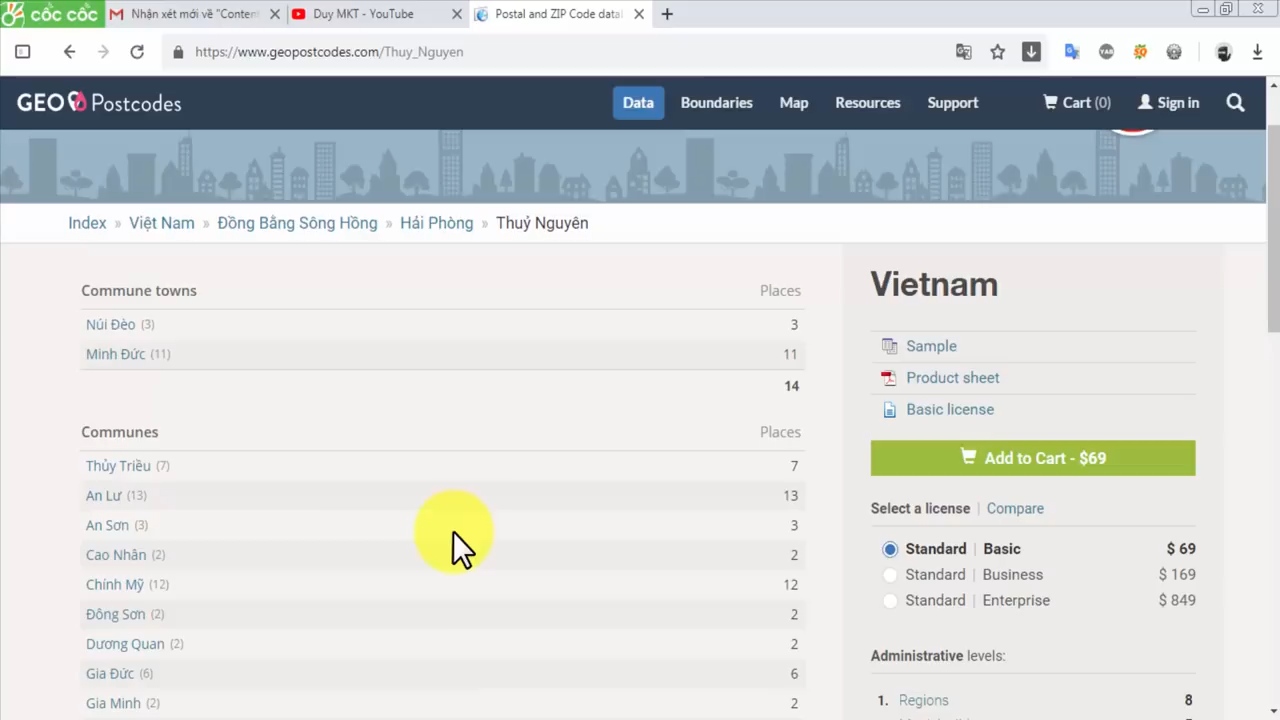 cốc cốc
Nhận xét mới về "Content
Duy MKT - YouTube
Postal and ZIP Code datal
https://www.geopostcodes.com/Thuy_Nguyen
GEO Postcodes
Data
Boundaries
Map
Resources
Support
Cart (0)
Sign in
Index » Việt Nam » Đồng Bằng Sông Hồng » Hải Phòng » Thuỷ Nguyên
Commune towns Places
Núi Đèo (3) 3
Minh Đức (11) 11
14
Communes Places
Thủy Triều (7) 7
An Lư (13) 13
An Sơn (3) 3
Cao Nhân (2) 2
Chính Mỹ (12) 12
Đông Sơn (2) 2
Dương Quan (2) 2
Gia Đức (6) 6
Gia Minh (2) 2
Vietnam
Sample
Product sheet
Basic license
Add to Cart - $69
Select a license | Compare
Standard | Basic $ 69
Standard | Business $ 169
Standard | Enterprise $ 849
Administrative levels:
1. Regions 8